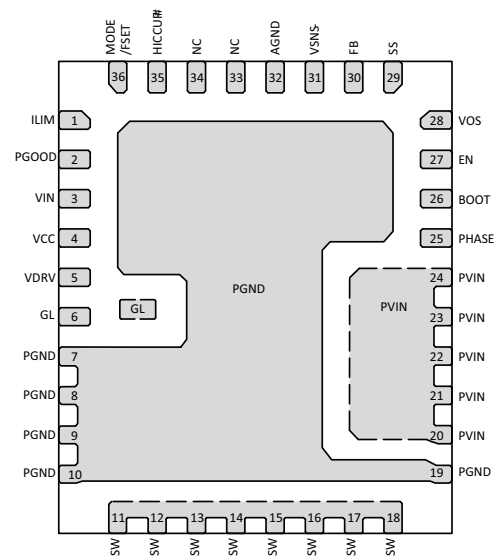 MODE
/FSET
HICCUP#
NC
NC
AGND
VSNS-
FB
SS
36
35
34
33
32
31
30
29
ILIM 1
PGOOD 2
VIN 3
VCC 4
VDRV 5
GL 6
PGND 7
PGND 8
PGND 9
PGND 10
GL
PGND
PVIN
28 VOS
27 EN
26 BOOT
25 PHASE
24 PVIN
23 PVIN
22 PVIN
21 PVIN
20 PVIN
19 PGND
11
12
13
14
15
16
17
18
SW
SW
SW
SW
SW
SW
SW
SW